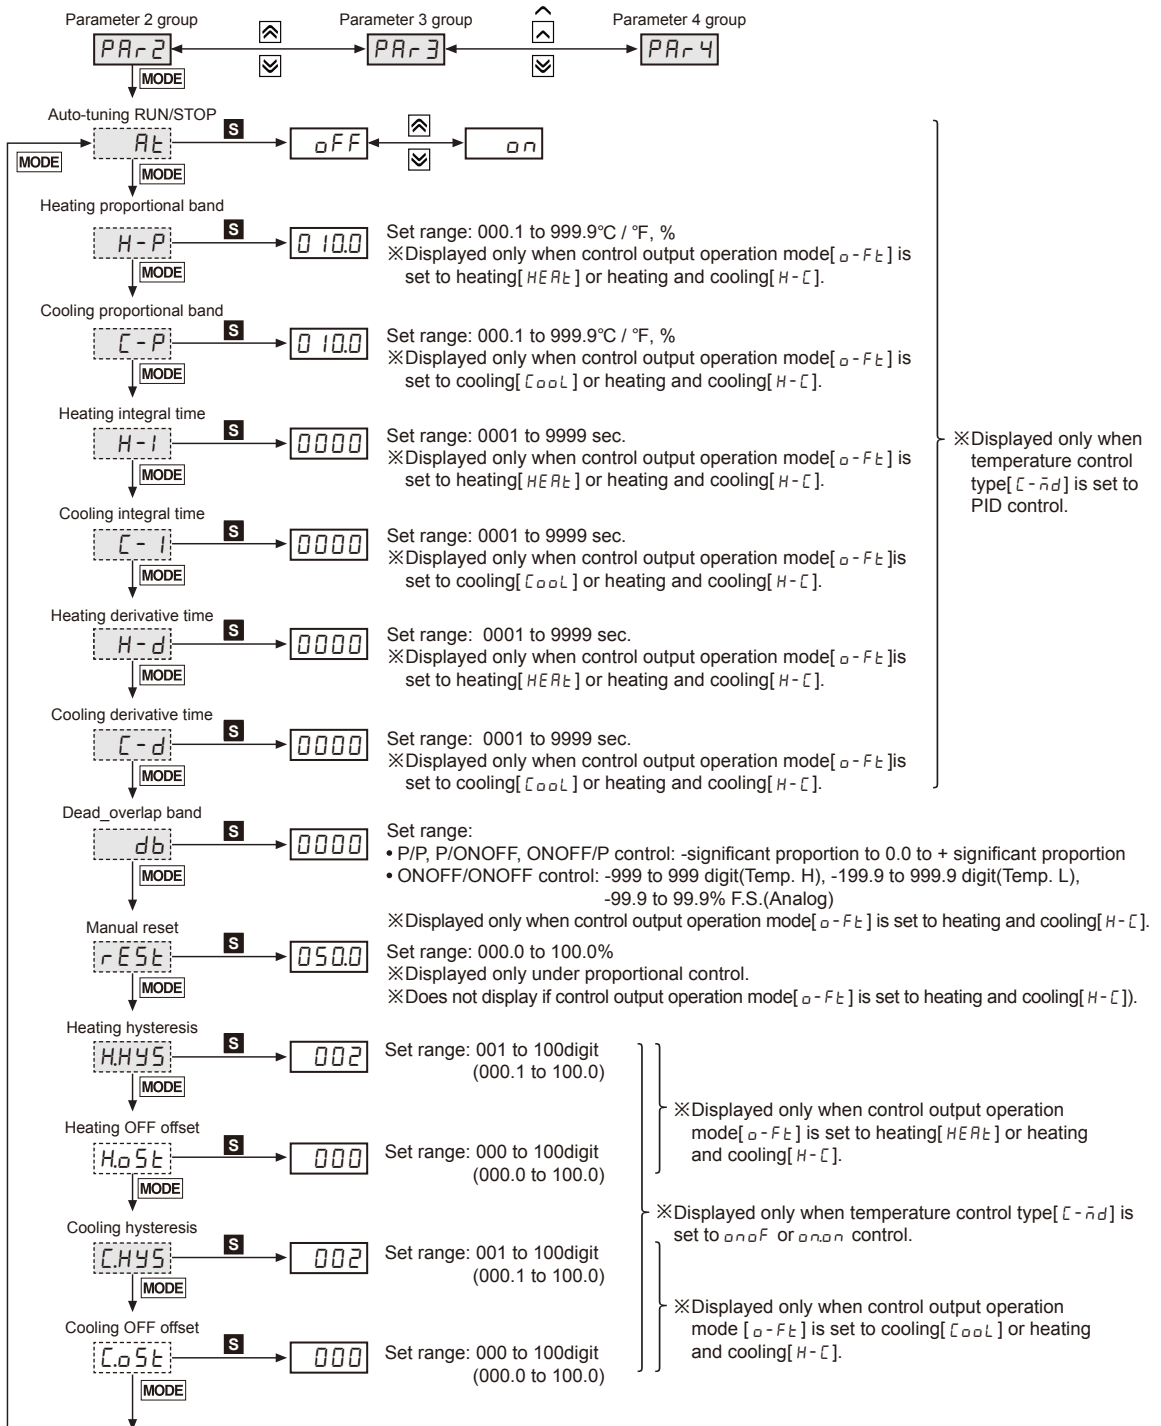 Parameter 2 group Parameter 3 group Parameter 4 group
PAr2 PAr3 PAr4
MODE
Auto-tuning RUN/STOP
MODE At S oFF on
MODE
Heating proportional band
H-P S 010.0 Set range: 000.1 to 999.9℃ / ℉, %
MODE ※Displayed only when control output operation mode[ o-Ft ] is
set to heating[ HEAt ] or heating and cooling[ H-C ].
Cooling proportional band
C-P S 010.0 Set range: 000.1 to 999.9℃ / ℉, %
MODE ※Displayed only when control output operation mode[ o-Ft ] is
set to cooling[ CooL ] or heating and cooling[ H-C ].
Heating integral time
H-I S 0000 Set range: 0001 to 9999 sec.
MODE ※Displayed only when control output operation mode[ o-Ft ] is
set to heating[ HEAt ] or heating and cooling[ H-C ].
Cooling integral time
C-I S 0000 Set range: 0001 to 9999 sec.
MODE ※Displayed only when control output operation mode[ o-Ft ]is
set to cooling[ CooL ] or heating and cooling[ H-C ].
Heating derivative time
H-d S 0000 Set range: 0001 to 9999 sec.
MODE ※Displayed only when control output operation mode[ o-Ft ]is
set to heating[ HEAt ] or heating and cooling[ H-C ].
Cooling derivative time
C-d S 0000 Set range: 0001 to 9999 sec.
MODE ※Displayed only when control output operation mode[ o-Ft ]is
set to cooling[ CooL ] or heating and cooling[ H-C ].
※Displayed only when
temperature control
type[ C-md ] is set to
PID control.
Dead_overlap band
db S 0000 Set range:
MODE • P/P, P/ONOFF, ONOFF/P control: -significant proportion to 0.0 to + significant proportion
• ONOFF/ONOFF control: -999 to 999 digit(Temp. H), -199.9 to 999.9 digit(Temp. L),
-99.9 to 99.9% F.S.(Analog)
※Displayed only when control output operation mode[ o-Ft ] is set to heating and cooling[ H-C ].
Manual reset
rESt S 050.0 Set range: 000.0 to 100.0%
MODE ※Displayed only under proportional control.
※Does not display if control output operation mode[ o-Ft ] is set to heating and cooling[ H-C ]).
Heating hysteresis
H.HYS S 002 Set range: 001 to 100digit
MODE (000.1 to 100.0)
Heating OFF offset
H.oSt S 000 Set range: 000 to 100digit
MODE (000.0 to 100.0)
※Displayed only when control output operation
mode[ o-Ft ] is set to heating[ HEAt ] or heating
and cooling[ H-C ].
※Displayed only when temperature control type[ C-md ] is
set to onoF or on.on control.
Cooling hysteresis
C.HYS S 002 Set range: 001 to 100digit
MODE (000.1 to 100.0)
Cooling OFF offset
C.oSt S 000 Set range: 000 to 100digit
MODE (000.0 to 100.0)
※Displayed only when control output operation
mode [ o-Ft ] is set to cooling[ CooL ] or heating
and cooling[ H-C ].